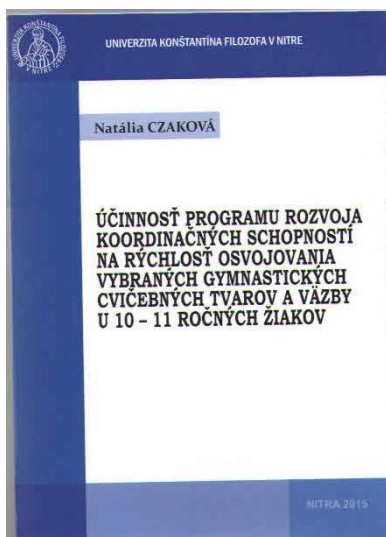 UNIVERZITA KONŠTANTÍNA FILOZOFA V NITRE
Natália CZAKOVÁ
ÚČINNOSŤ PROGRAMU ROZVOJA
KOORDINAČNÝCH SCHOPNOSTÍ
NA RÝCHLOSŤ OSVOJOVANIA
VYBRANÝCH GYMNASTICKÝCH
CVIČEBNÝCH TVAROV A VÄZBY
U 10 – 11 ROČNÝCH ŽIAKOV
NITRA 2015